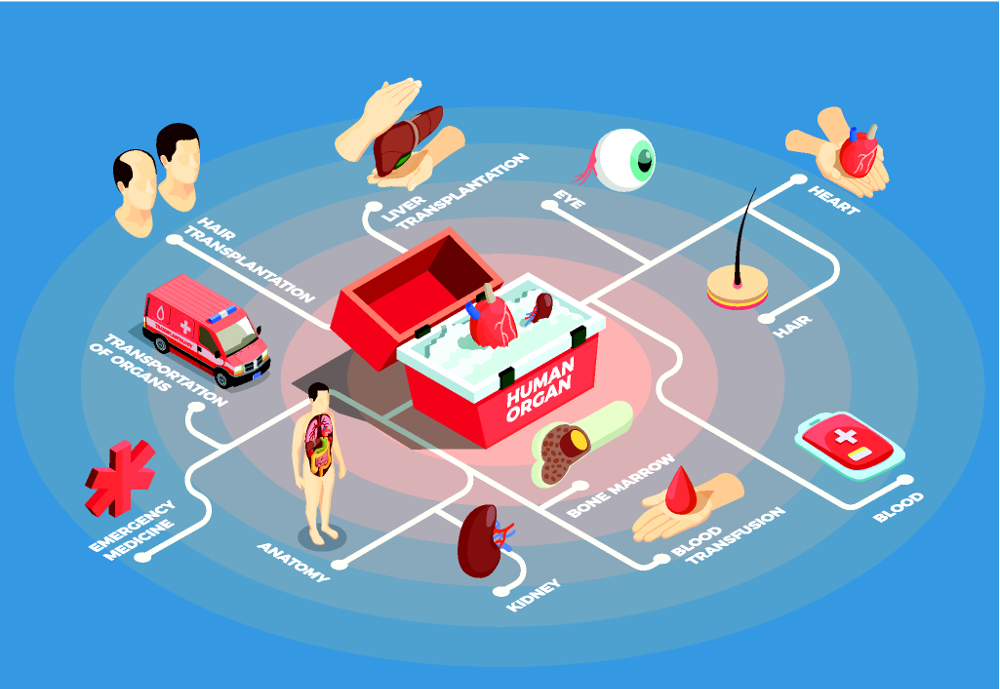 LIVER
TRANSPLANTATION
EYE
HEART
HAIR
TRANSPLANTATION
HAIR
TRANSPORTATION
OF ORGANS
HUMAN
ORGAN
BONE MARROW
BLOOD
BLOOD
TRANSFUSION
EMERGENCY
MEDICINE
ANATOMY
KIDNEY